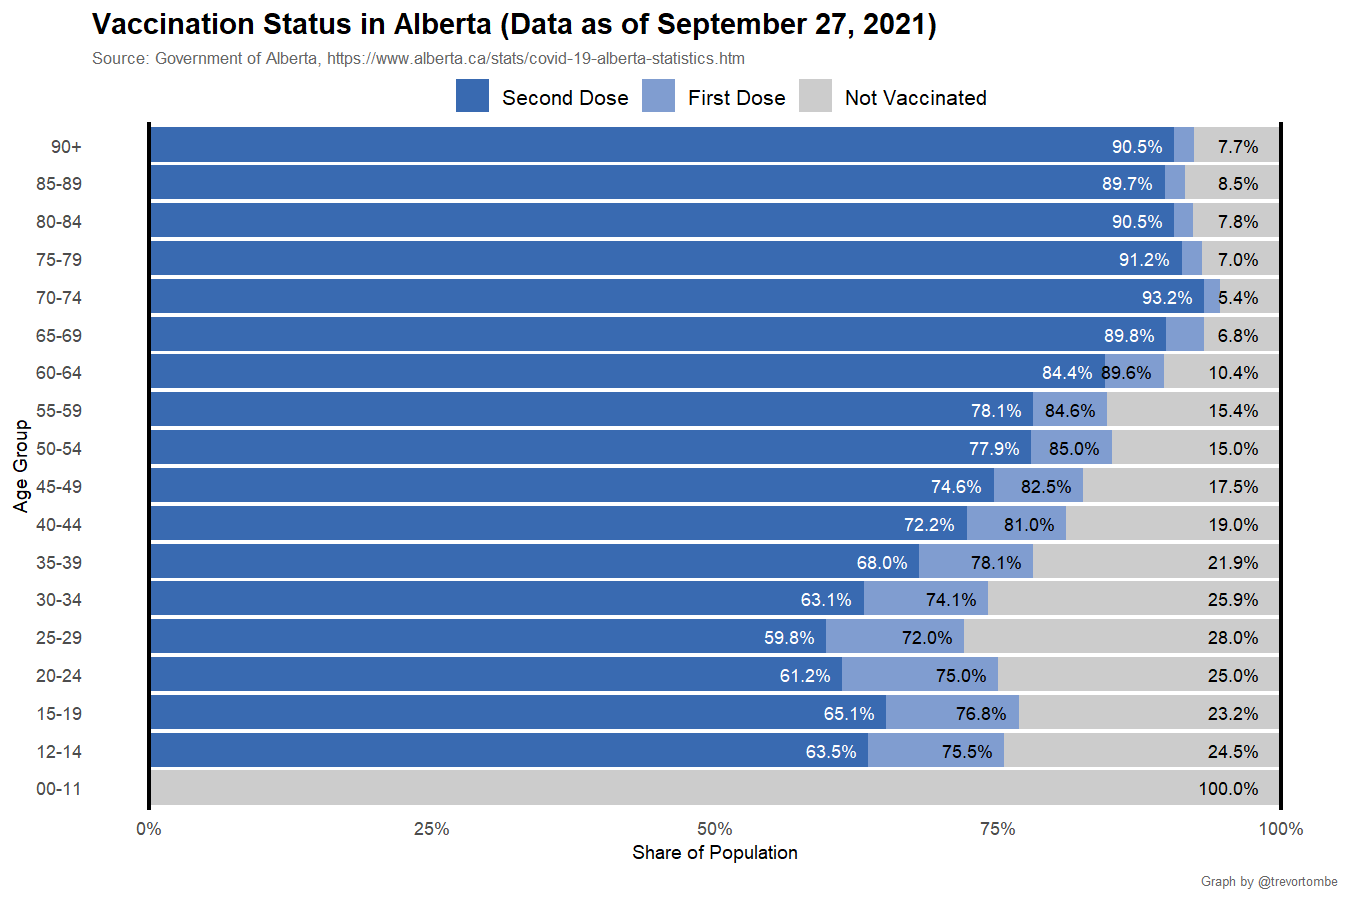 Vaccination Status in Alberta (Data as of September 27, 2021)
Source: Government of Alberta, https://www.alberta.ca/stats/covid-19-alberta-statistics.htm
Second Dose First Dose Not Vaccinated
90+ 90.5% 7.7%
85-89 89.7% 8.5%
80-84 90.5% 7.8%
75-79 91.2% 7.0%
70-74 93.2% 5.4%
65-69 89.8% 6.8%
60-64 84.4% 89.6% 10.4%
55-59 78.1% 84.6% 15.4%
50-54 77.9% 85.0% 15.0%
45-49 74.6% 82.5% 17.5%
40-44 72.2% 81.0% 19.0%
35-39 68.0% 78.1% 21.9%
30-34 63.1% 74.1% 25.9%
25-29 59.8% 72.0% 28.0%
20-24 61.2% 75.0% 25.0%
15-19 65.1% 76.8% 23.2%
12-14 63.5% 75.5% 24.5%
00-11 100.0%
Age Group
0% 25% 50% 75% 100%
Share of Population
Graph by @trevortombe